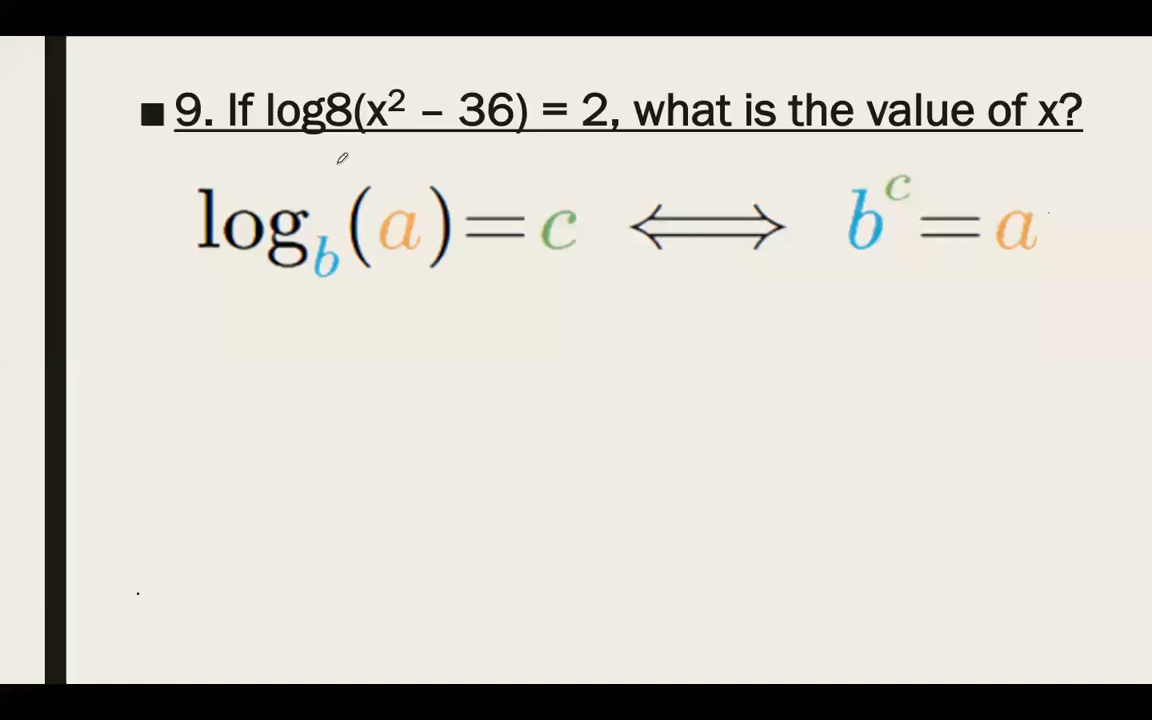 ■ 9. If log8(x² – 36) = 2, what is the value of x?
log_b(a)=c ⟺ b^c=a